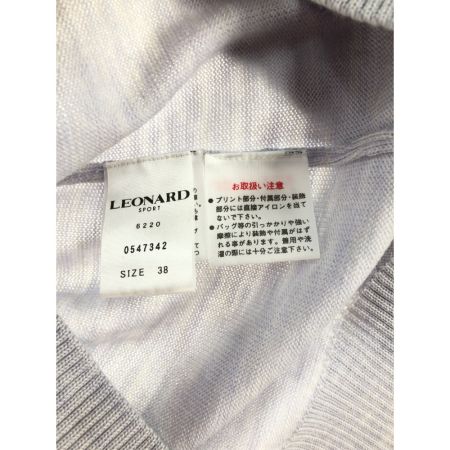 LEONARD
SPORT
6220
0547342
SIZE 38
お取扱い注意
●プリント部分・付属部分・装飾
部分には直接アイロンを当て
ないで下さい。
●バッグ等の引っかかりや強い
摩擦により装飾や付属がはず
れる事があります。着用や洗
濯の際には十分ご注意下さい。